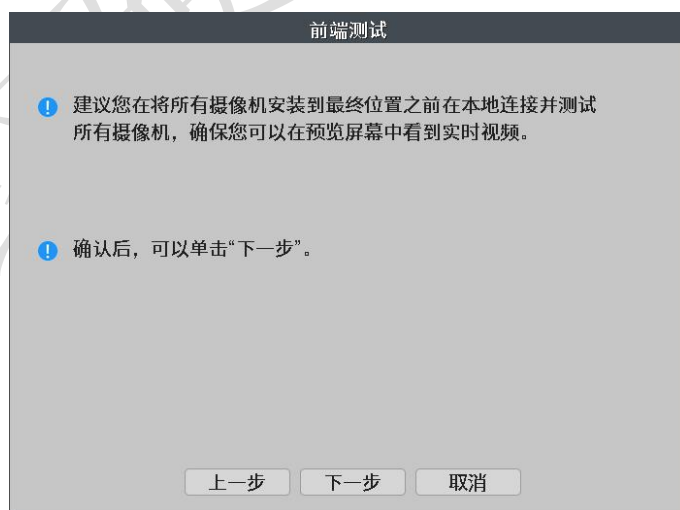 前端测试
建议您在将所有摄像机安装到最终位置之前在本地连接并测试
所有摄像机，确保您可以在预览屏幕中看到实时视频。
确认后，可以单击“下一步”。
上一步 下一步 取消